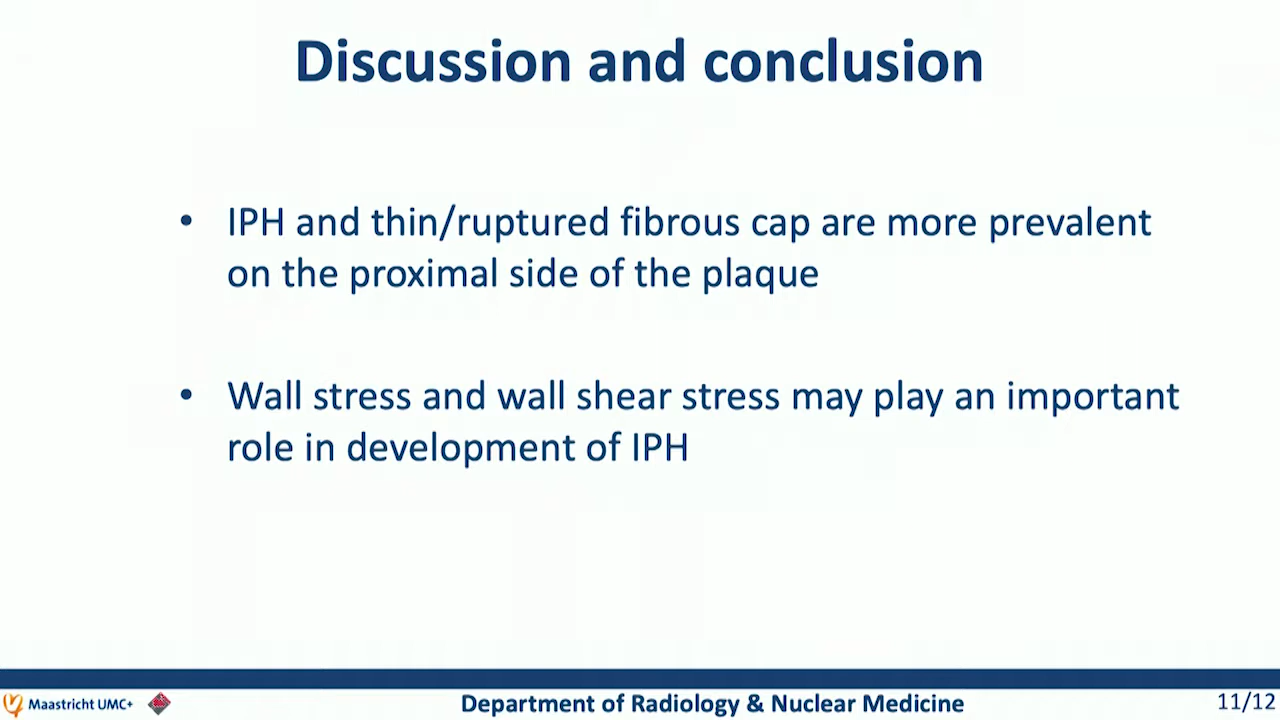 Discussion and conclusion
• IPH and thin/ruptured fibrous cap are more prevalent
on the proximal side of the plaque
• Wall stress and wall shear stress may play an important
role in development of IPH
Maastricht UMC+
Department of Radiology & Nuclear Medicine
11/12